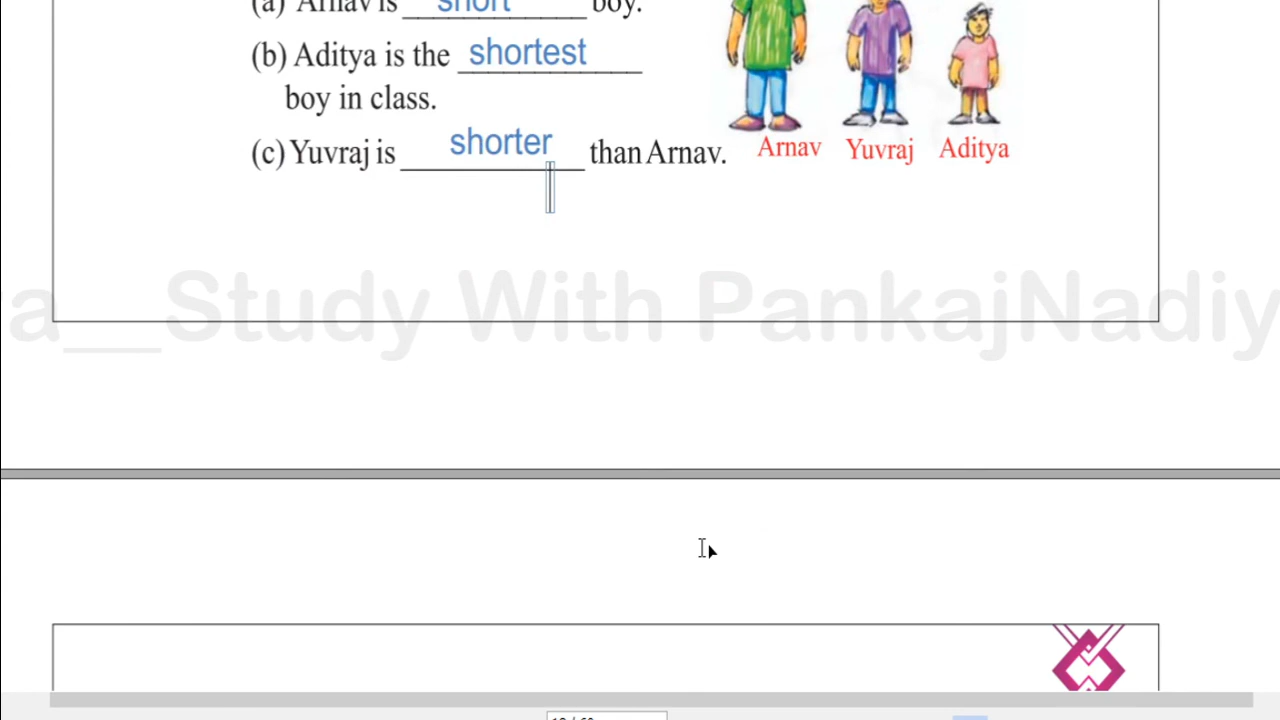 (a) Arnav is short boy.
(b) Aditya is the shortest
boy in class.
(c) Yuvraj is shorter than Arnav.
Arnav Yuvraj Aditya
a__Study With PankajNadiy